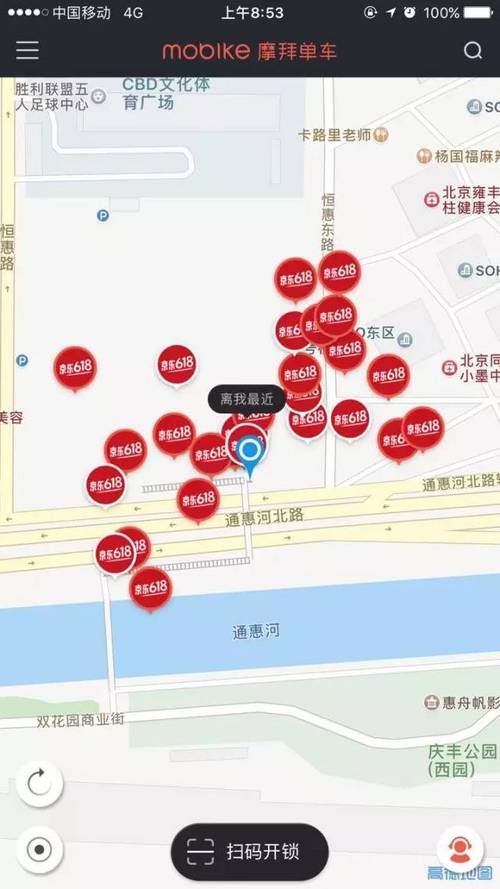 中国移动 4G 上午8:53 100%
mobike 摩拜单车
胜利联盟五
人足球中心
CBD文化体
育广场
SO
卡路里老师
杨国福麻辣
北京雍丰
柱健康会
恒惠路
恒惠东路
P
SOH
京东618
京东618
京东618
京东618
O东区
京东618
P
京东618
京东618
京东618
京东618
北京同
小墨中
美容
离我最近
京东618
京东618
京东618
京东618
京东618
京东618
京东618
京东618
通惠河北路
通惠河北路
京东618
京东618
通惠河
双花园商业街
惠舟帆影
庆丰公园
(西园)
扫码开锁
高德地图